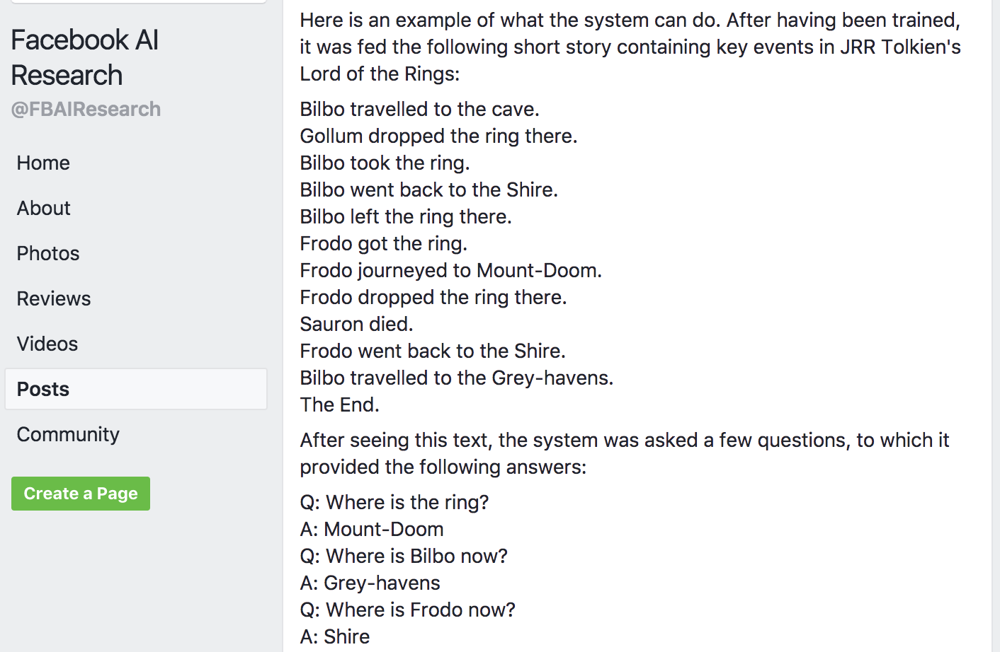 Facebook AI
Research
@FBAIResearch
Home
About
Photos
Reviews
Videos
Posts
Community
Create a Page
Here is an example of what the system can do. After having been trained,
it was fed the following short story containing key events in JRR Tolkien's
Lord of the Rings:
Bilbo travelled to the cave.
Gollum dropped the ring there.
Bilbo took the ring.
Bilbo went back to the Shire.
Bilbo left the ring there.
Frodo got the ring.
Frodo journeyed to Mount-Doom.
Frodo dropped the ring there.
Sauron died.
Frodo went back to the Shire.
Bilbo travelled to the Grey-havens.
The End.
After seeing this text, the system was asked a few questions, to which it
provided the following answers:
Q: Where is the ring?
A: Mount-Doom
Q: Where is Bilbo now?
A: Grey-havens
Q: Where is Frodo now?
A: Shire